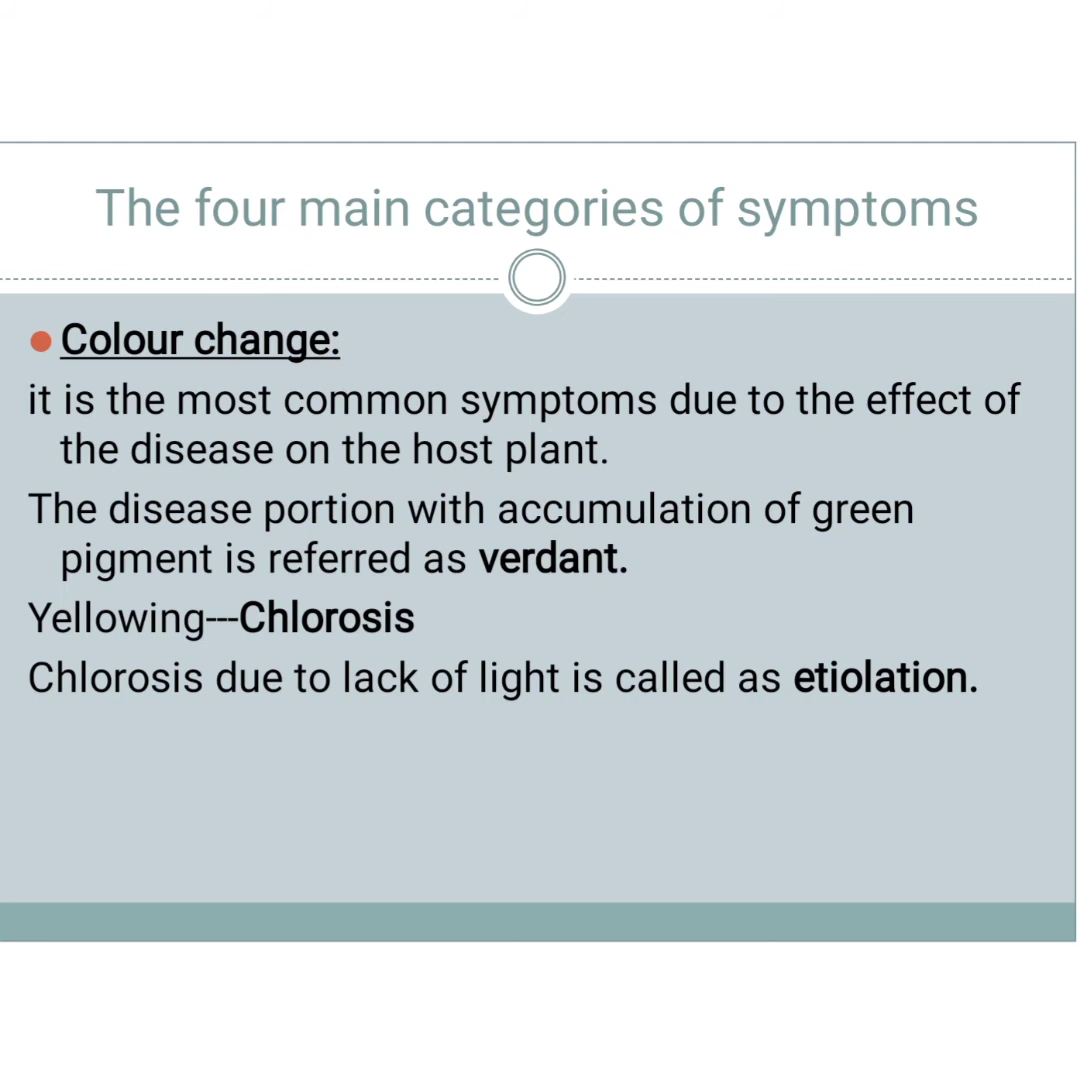 The four main categories of symptoms
Colour change:
it is the most common symptoms due to the effect of
the disease on the host plant.
The disease portion with accumulation of green
pigment is referred as verdant.
Yellowing---Chlorosis
Chlorosis due to lack of light is called as etiolation.